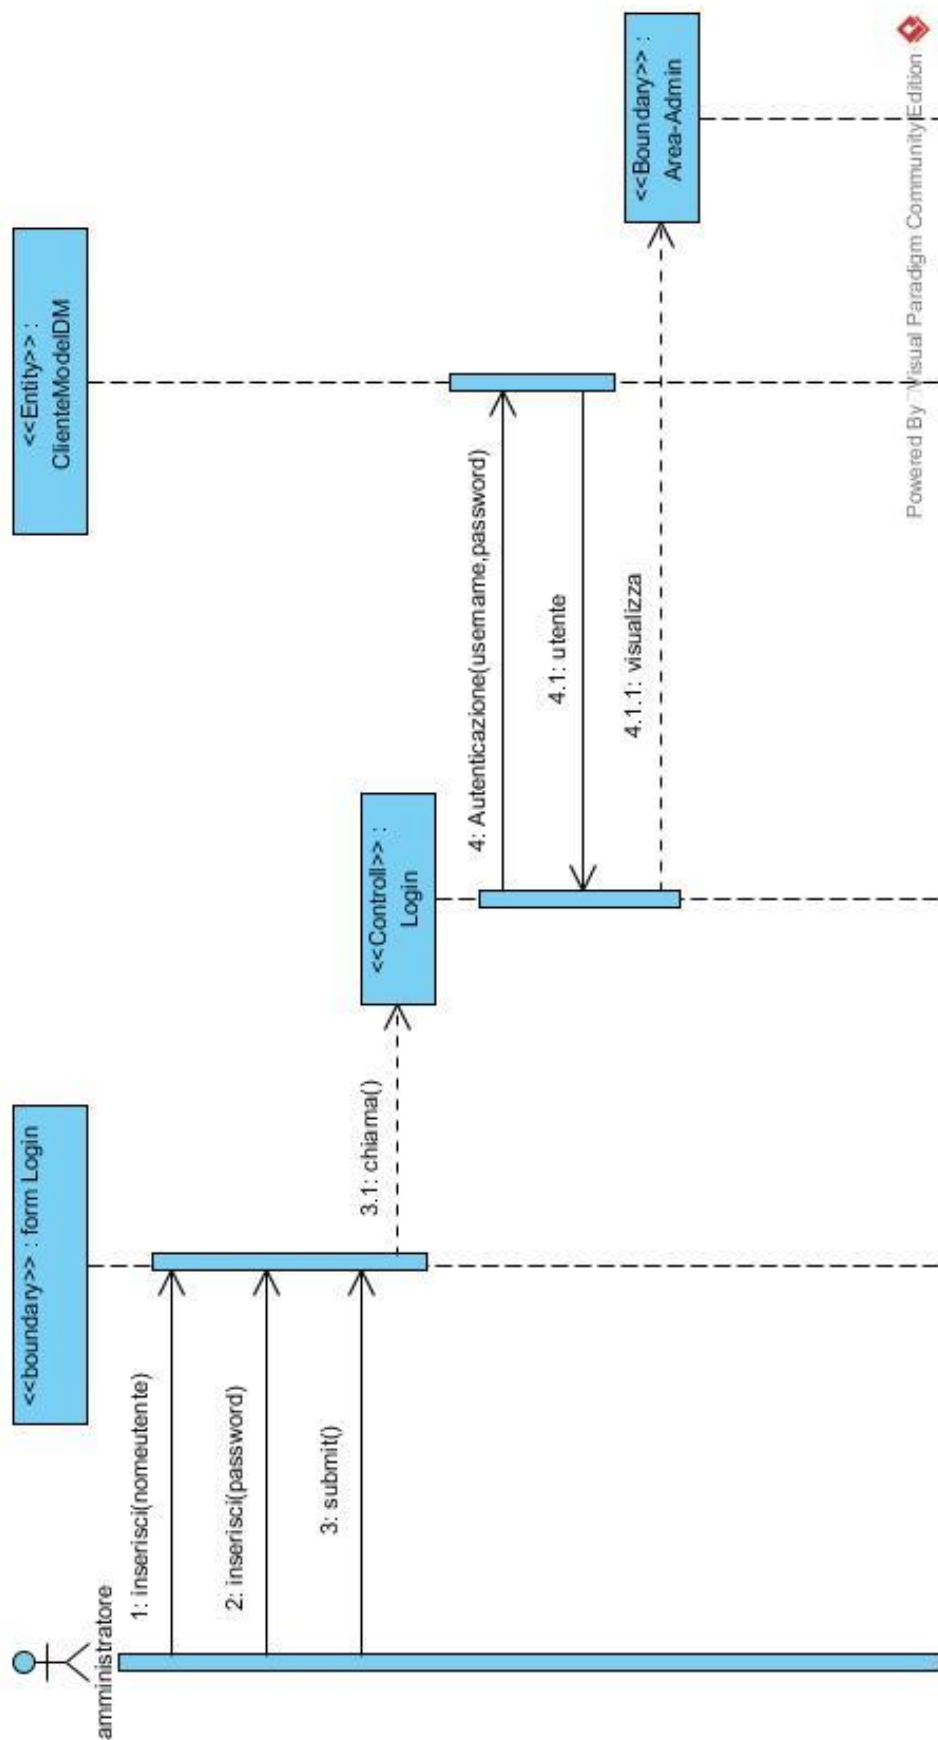 amministratore
<<boundary>> : form Login
<<Entity>> :
ClienteModelDM
1: inserisci(nomeutente)
2: inserisci(password)
3: submit()
3.1: chiama()
<<Controll>> :
Login
4: Autenticazione(username,password)
4.1: utente
4.1.1: visualizza
<<Boundary>> :
Area-Admin
Powered By Visual Paradigm Community Edition